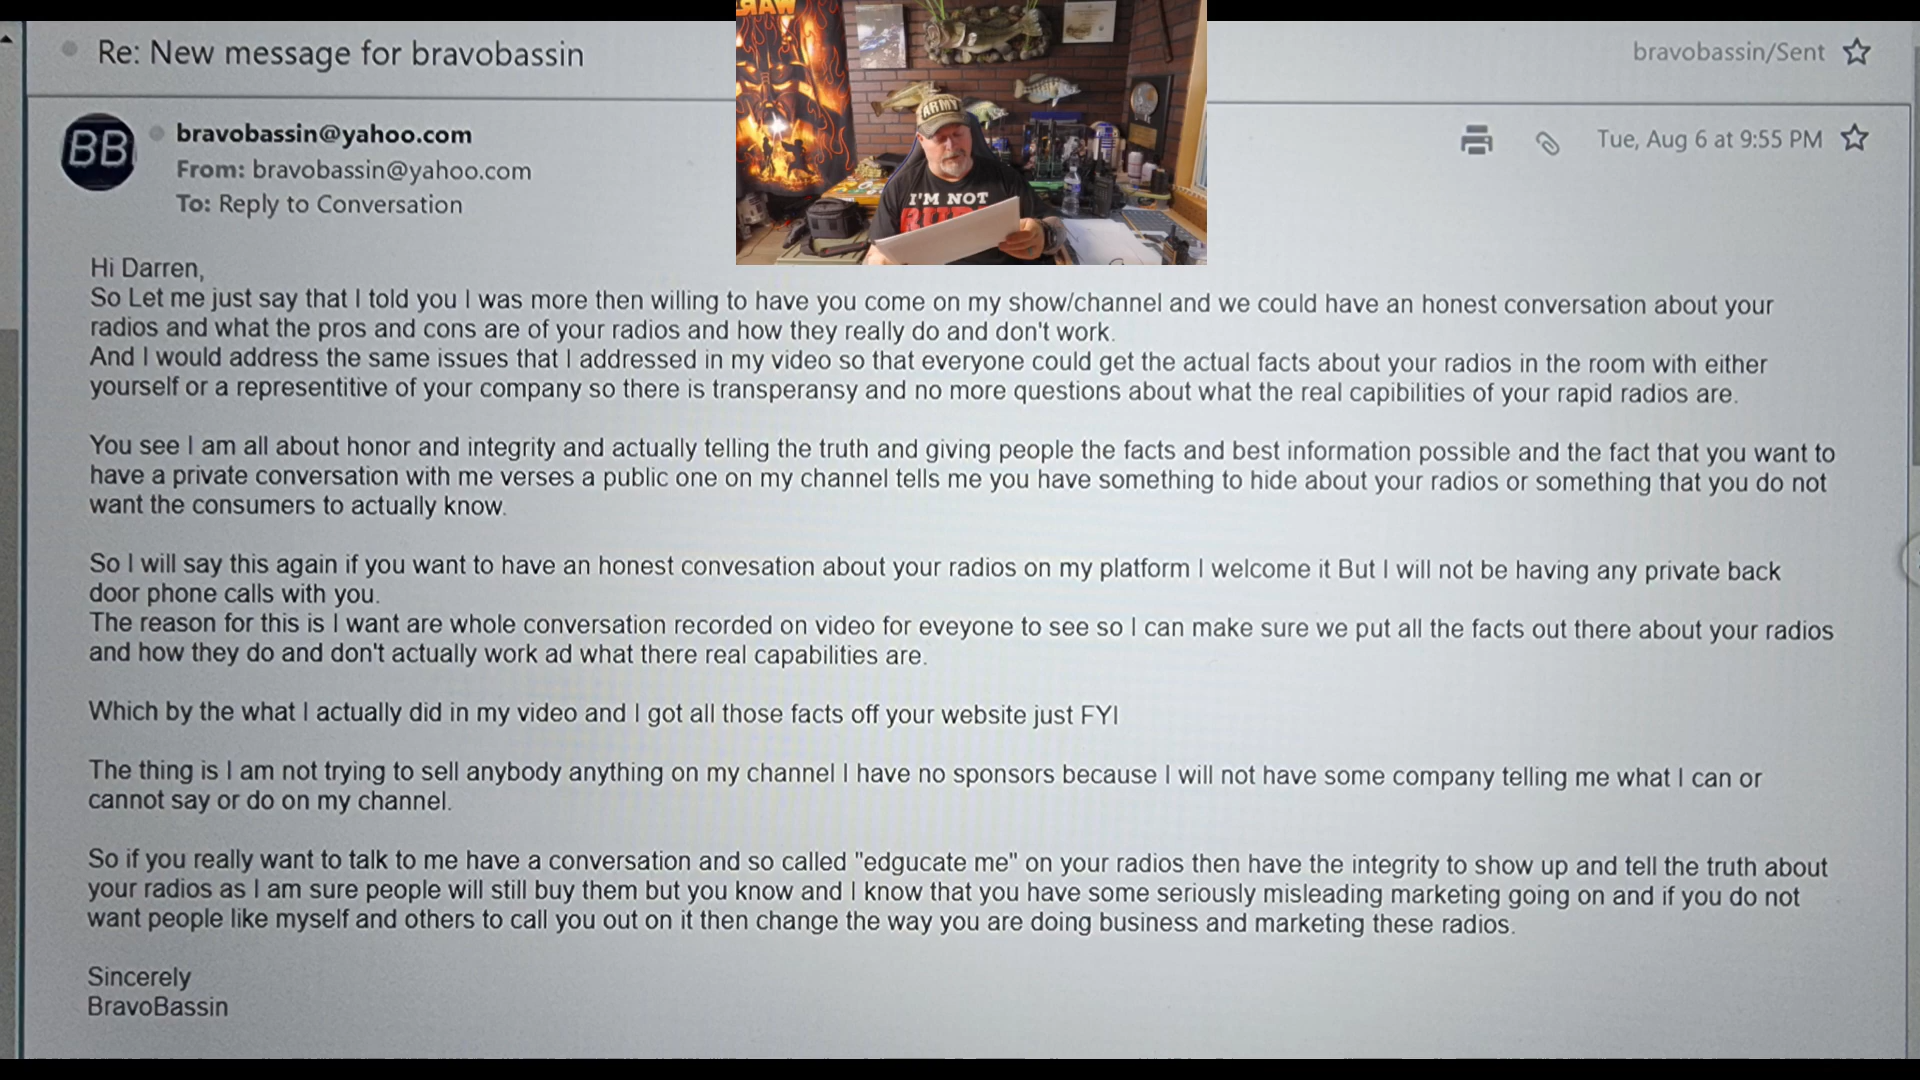 Re: New message for bravobassin
bravobassin/Sent
BB
bravobassin@yahoo.com
From: bravobassin@yahoo.com
To: Reply to Conversation
Tue, Aug 6 at 9:55 PM
ARMY
I'M NOT
Hi Darren,
So Let me just say that I told you I was more then willing to have you come on my show/channel and we could have an honest conversation about your
radios and what the pros and cons are of your radios and how they really do and don't work.
And I would address the same issues that I addressed in my video so that everyone could get the actual facts about your radios in the room with either
yourself or a representitive of your company so there is transperansy and no more questions about what the real capibilities of your rapid radios are.
You see I am all about honor and integrity and actually telling the truth and giving people the facts and best information possible and the fact that you want to
have a private conversation with me verses a public one on my channel tells me you have something to hide about your radios or something that you do not
want the consumers to actually know.
So I will say this again if you want to have an honest convesation about your radios on my platform I welcome it But I will not be having any private back
door phone calls with you.
The reason for this is I want are whole conversation recorded on video for eveyone to see so I can make sure we put all the facts out there about your radios
and how they do and don't actually work ad what there real capabilities are.
Which by the what I actually did in my video and I got all those facts off your website just FYI
The thing is I am not trying to sell anybody anything on my channel I have no sponsors because I will not have some company telling me what I can or
cannot say or do on my channel.
So if you really want to talk to me have a conversation and so called "edgucate me" on your radios then have the integrity to show up and tell the truth about
your radios as I am sure people will still buy them but you know and I know that you have some seriously misleading marketing going on and if you do not
want people like myself and others to call you out on it then change the way you are doing business and marketing these radios.
Sincerely
BravoBassin